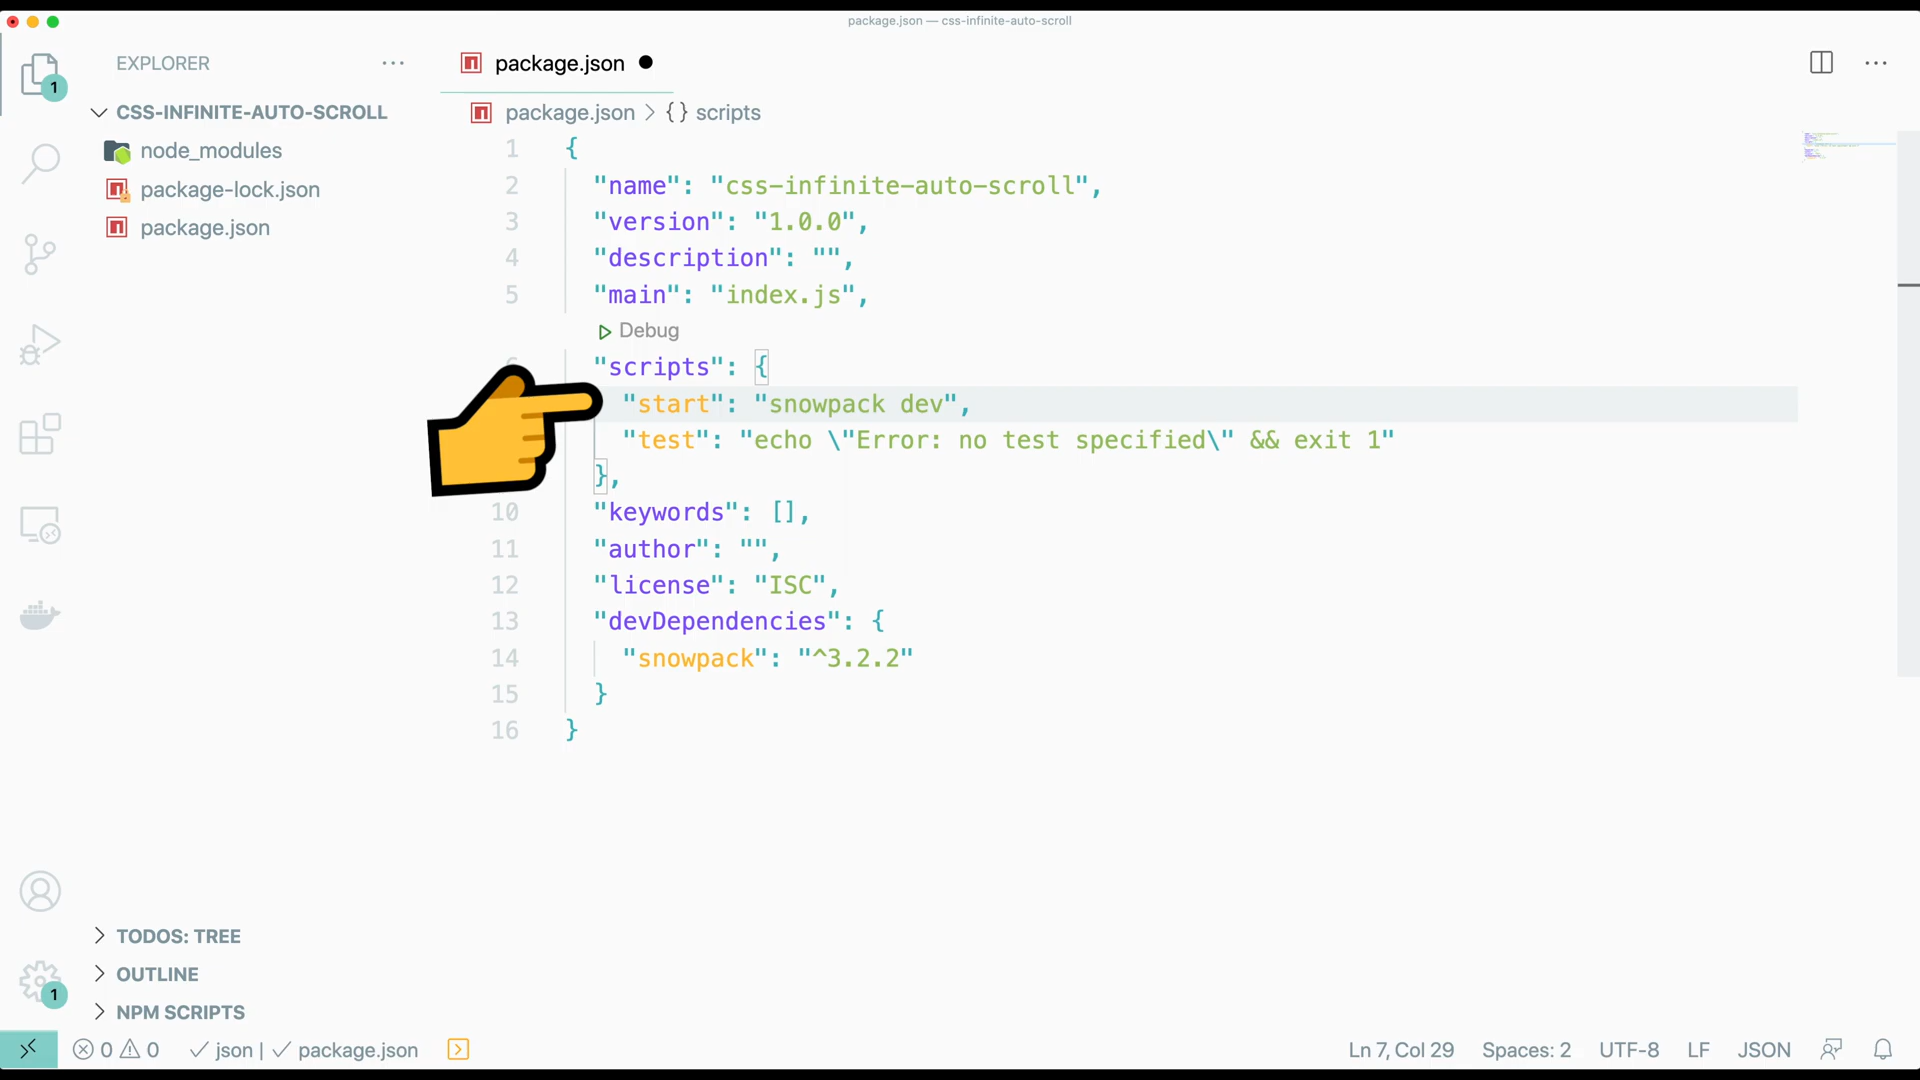 package.json — css-infinite-auto-scroll
EXPLORER
package.json
1
CSS-INFINITE-AUTO-SCROLL
package.json > {} scripts
node_modules
package-lock.json
package.json
1 {
2 "name": "css-infinite-auto-scroll",
3 "version": "1.0.0",
4 "description": "",
5 "main": "index.js",
Debug
"scripts": {
"start": "snowpack dev",
"test": "echo \"Error: no test specified\" && exit 1"
},
10 "keywords": [],
11 "author": "",
12 "license": "ISC",
13 "devDependencies": {
14 "snowpack": "^3.2.2"
15 }
16 }
TODOS: TREE
OUTLINE
1
NPM SCRIPTS
0 0 json | package.json
Ln 7, Col 29 Spaces: 2 UTF-8 LF JSON